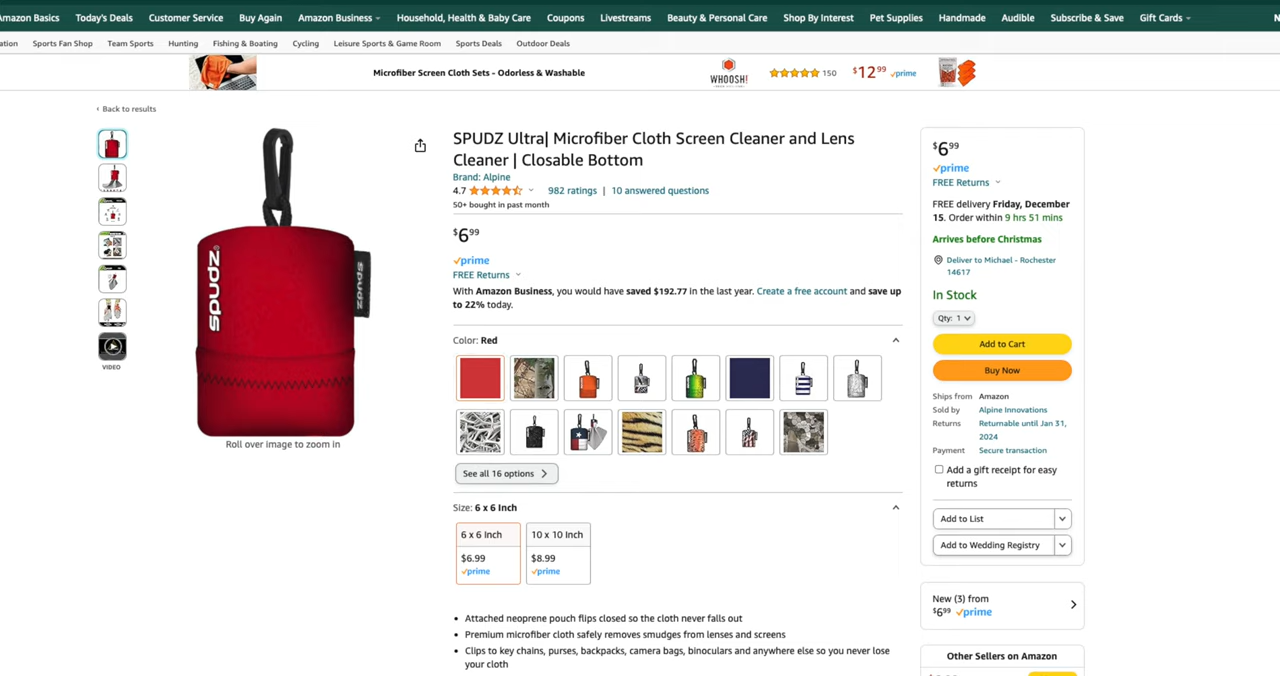 Amazon Basics Today's Deals Customer Service Buy Again Amazon Business Household, Health & Beauty Care Coupons Livestreams Beauty & Personal Care Shop By Interest Pet Supplies Handmade Audible Subscribe & Save Gift Cards
Sports Fan Shop Team Sports Hunting Fishing & Boating Cycling Leisure Sports & Game Room Sports Deals Outdoor Deals
Microfiber Screen Cloth Sets - Odorless & Washable
WHOOSH!
150
$12.99
prime
‹ Back to results
VIDEO
spudz
spudz
Roll over image to zoom in
SPUDZ Ultra| Microfiber Cloth Screen Cleaner and Lens
Cleaner | Closable Bottom
Brand: Alpine
4.7 982 ratings | 10 answered questions
50+ bought in past month
$6.99
prime
FREE Returns
With Amazon Business, you would have saved $192.77 in the last year. Create a free account and save up
to 22% today.
Color: Red
See all 16 options
Size: 6 x 6 Inch
6 x 6 Inch
$6.99
prime
10 x 10 Inch
$8.99
prime
• Attached neoprene pouch flips closed so the cloth never falls out
• Premium microfiber cloth safely removes smudges from lenses and screens
• Clips to key chains, purses, backpacks, camera bags, binoculars and anywhere else so you never lose
your cloth
$6.99
prime
FREE Returns
FREE delivery Friday, December
15. Order within 9 hrs 51 mins
Arrives before Christmas
Deliver to Michael - Rochester
14617
In Stock
Qty: 1
Add to Cart
Buy Now
Ships from Amazon
Sold by Alpine Innovations
Returns Returnable until Jan 31,
2024
Payment Secure transaction
Add a gift receipt for easy
returns
Add to List
Add to Wedding Registry
New (3) from
$6.99 prime
Other Sellers on Amazon